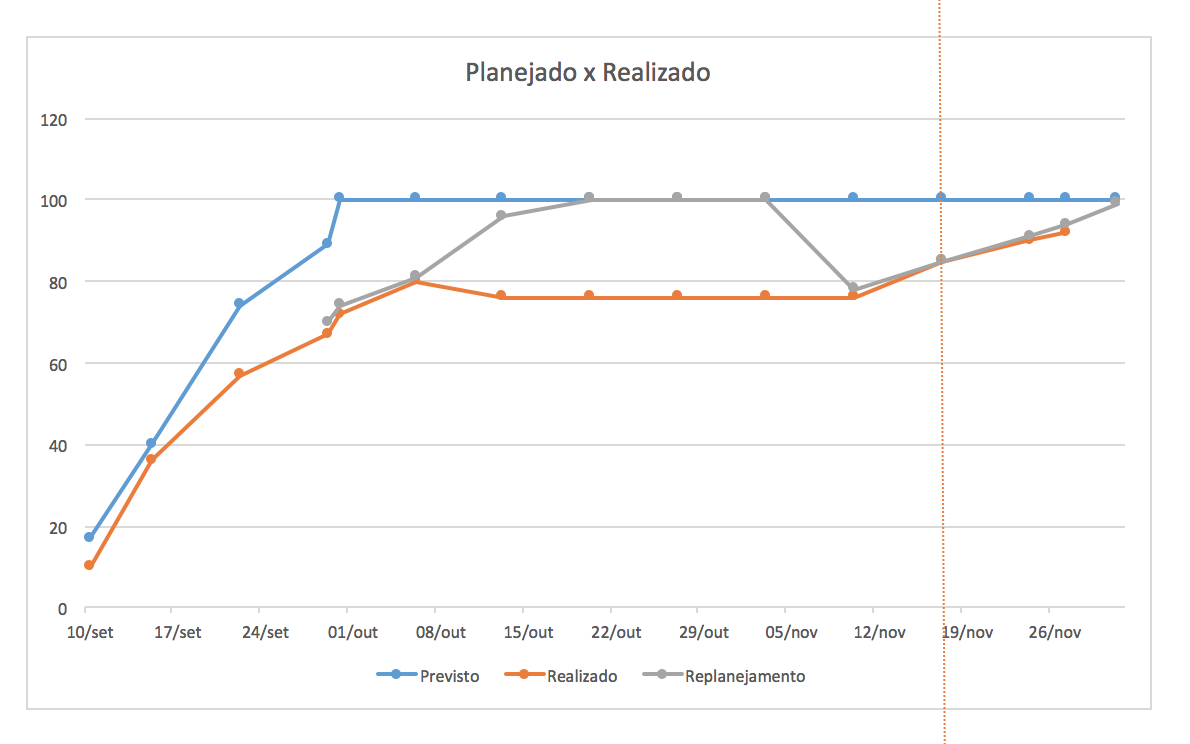 Planejado x Realizado
120
100
80
60
40
20
0
10/set 17/set 24/set 01/out 08/out 15/out 22/out 29/out 05/nov 12/nov 19/nov 26/nov
Previsto Realizado Replanejamento